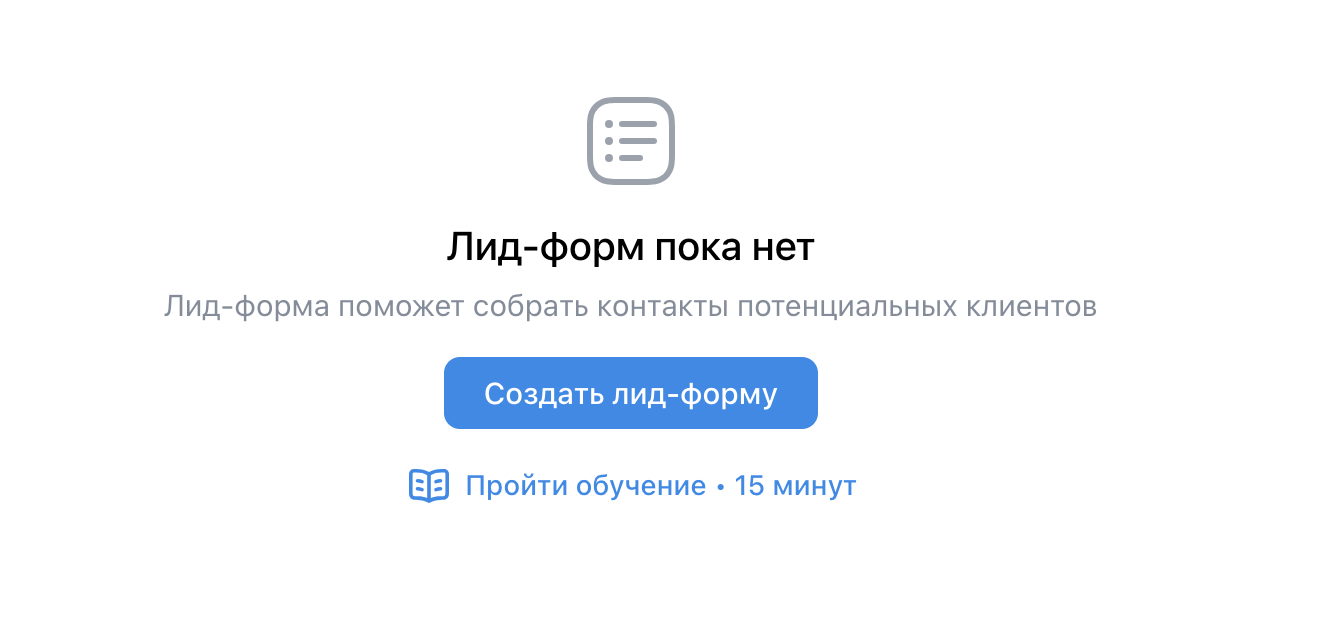 Лид-форм пока нет
Лид-форма поможет собрать контакты потенциальных клиентов
Создать лид-форму
Пройти обучение • 15 минут